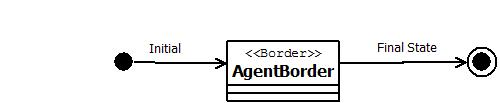 Initial
<<Border>>
AgentBorder
Final State